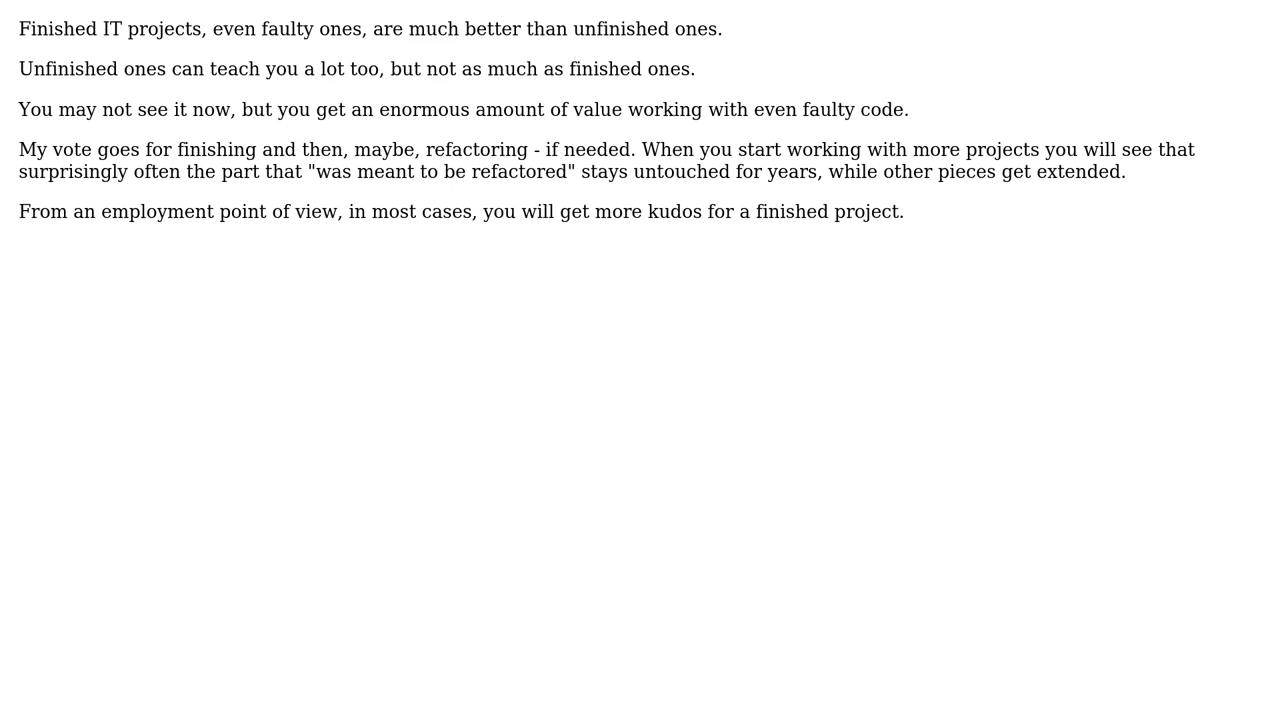 Finished IT projects, even faulty ones, are much better than unfinished ones.
Unfinished ones can teach you a lot too, but not as much as finished ones.
You may not see it now, but you get an enormous amount of value working with even faulty code.
My vote goes for finishing and then, maybe, refactoring - if needed. When you start working with more projects you will see that
surprisingly often the part that "was meant to be refactored" stays untouched for years, while other pieces get extended.
From an employment point of view, in most cases, you will get more kudos for a finished project.